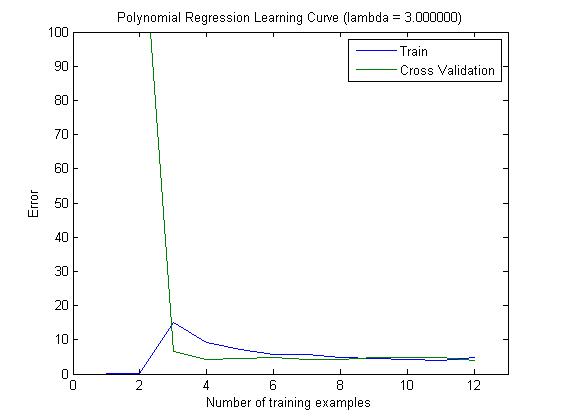 Polynomial Regression Learning Curve (lambda = 3.000000)
100
90
80
70
60
50
40
30
20
10
0
0 2 4 6 8 10 12
Error
Number of training examples
Train
Cross Validation